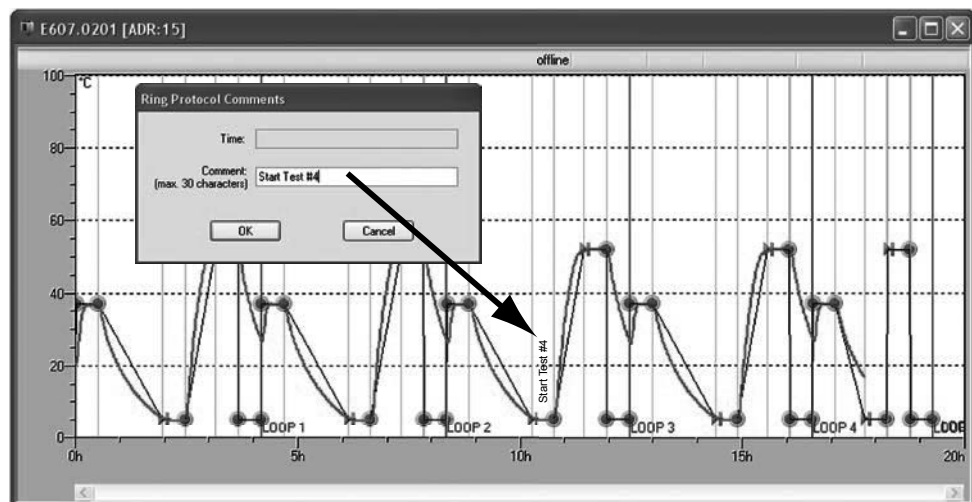 E607.0201 [ADR:15]
offline
100
°C
Ring Protocol Comments
Time:
Comment:
(max. 30 characters)
Start Test #4
OK
Cancel
80
60
40
20
0
Start Test #4
LOOP 1
LOOP 2
LOOP 3
LOOP 4
LOOP
0h
5h
10h
15h
20h